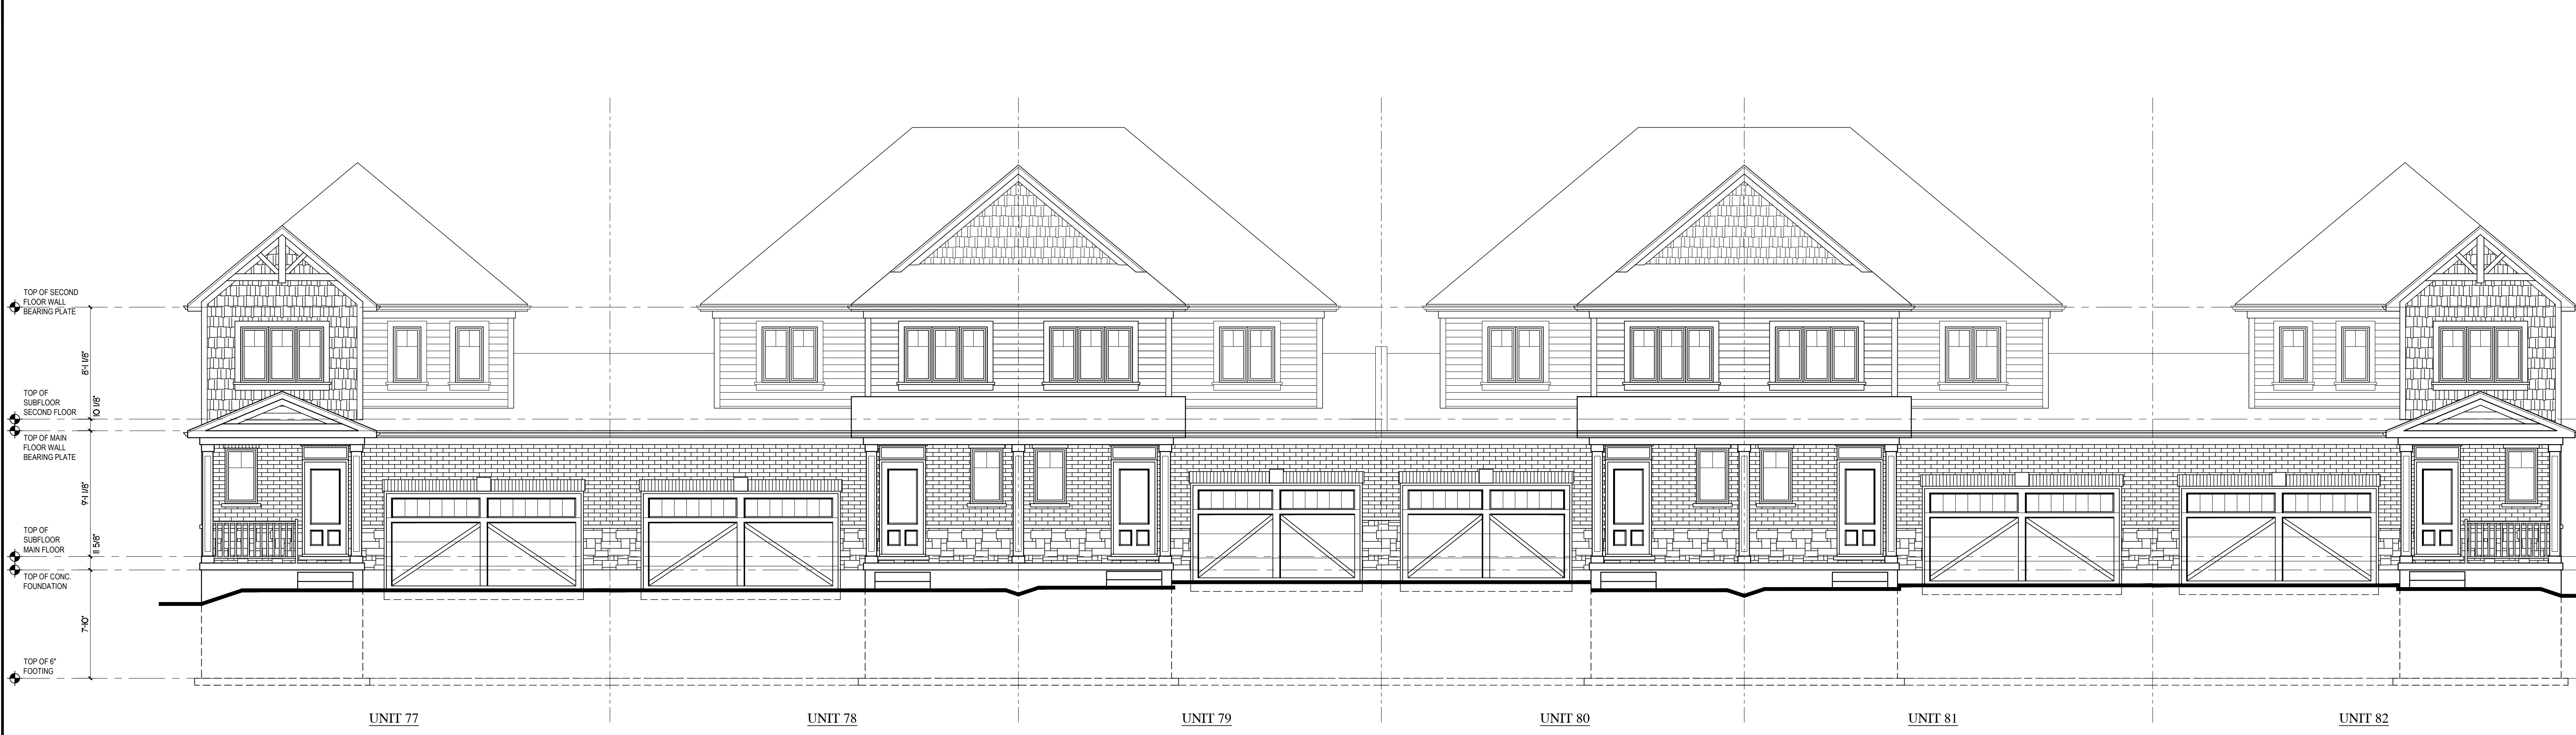 TOP OF SECOND
FLOOR WALL
BEARING PLATE
8'-1 1/8"
TOP OF
SUBFLOOR
SECOND FLOOR
10 1/8"
TOP OF MAIN
FLOOR WALL
BEARING PLATE
9'-1 1/8"
TOP OF
SUBFLOOR
MAIN FLOOR
11 5/8"
TOP OF CONC.
FOUNDATION
7'-10"
TOP OF 6"
FOOTING
UNIT 77
UNIT 78
UNIT 79
UNIT 80
UNIT 81
UNIT 82